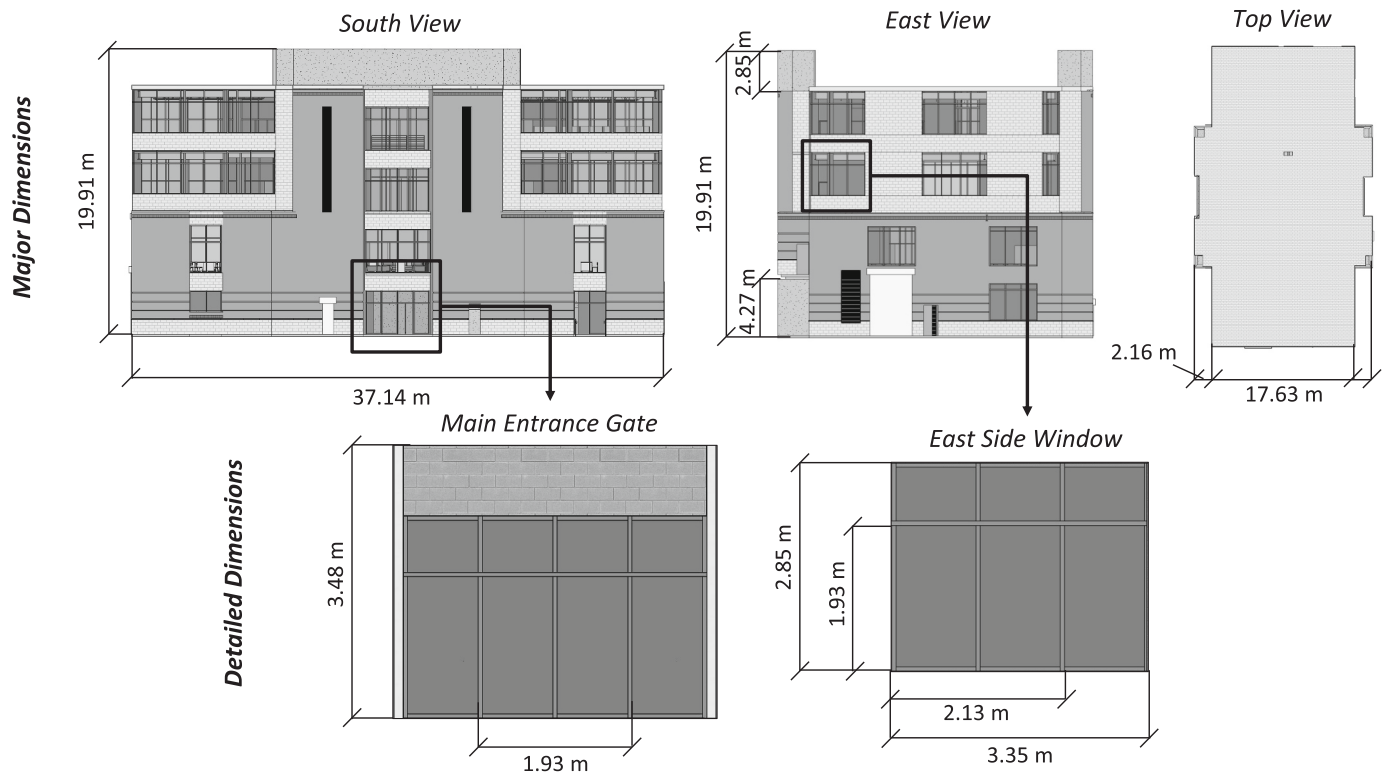 South View
East View
Top View
Major Dimensions
19.91 m
37.14 m
2.85 m
19.91 m
4.27 m
2.16 m
17.63 m
Main Entrance Gate
East Side Window
Detailed Dimensions
3.48 m
1.93 m
2.85 m
1.93 m
2.13 m
3.35 m